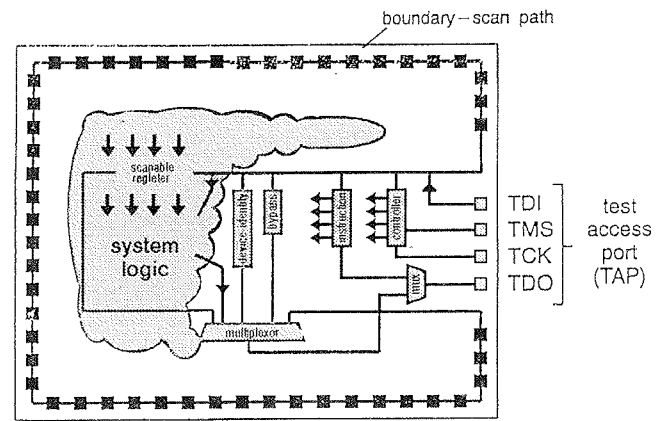 boundary-scan path
scanable
register
system
logic
device identity
bypass
instruction
controller
TDI
TMS
TCK
TDO
test
access
port
(TAP)
mux
multiplexor